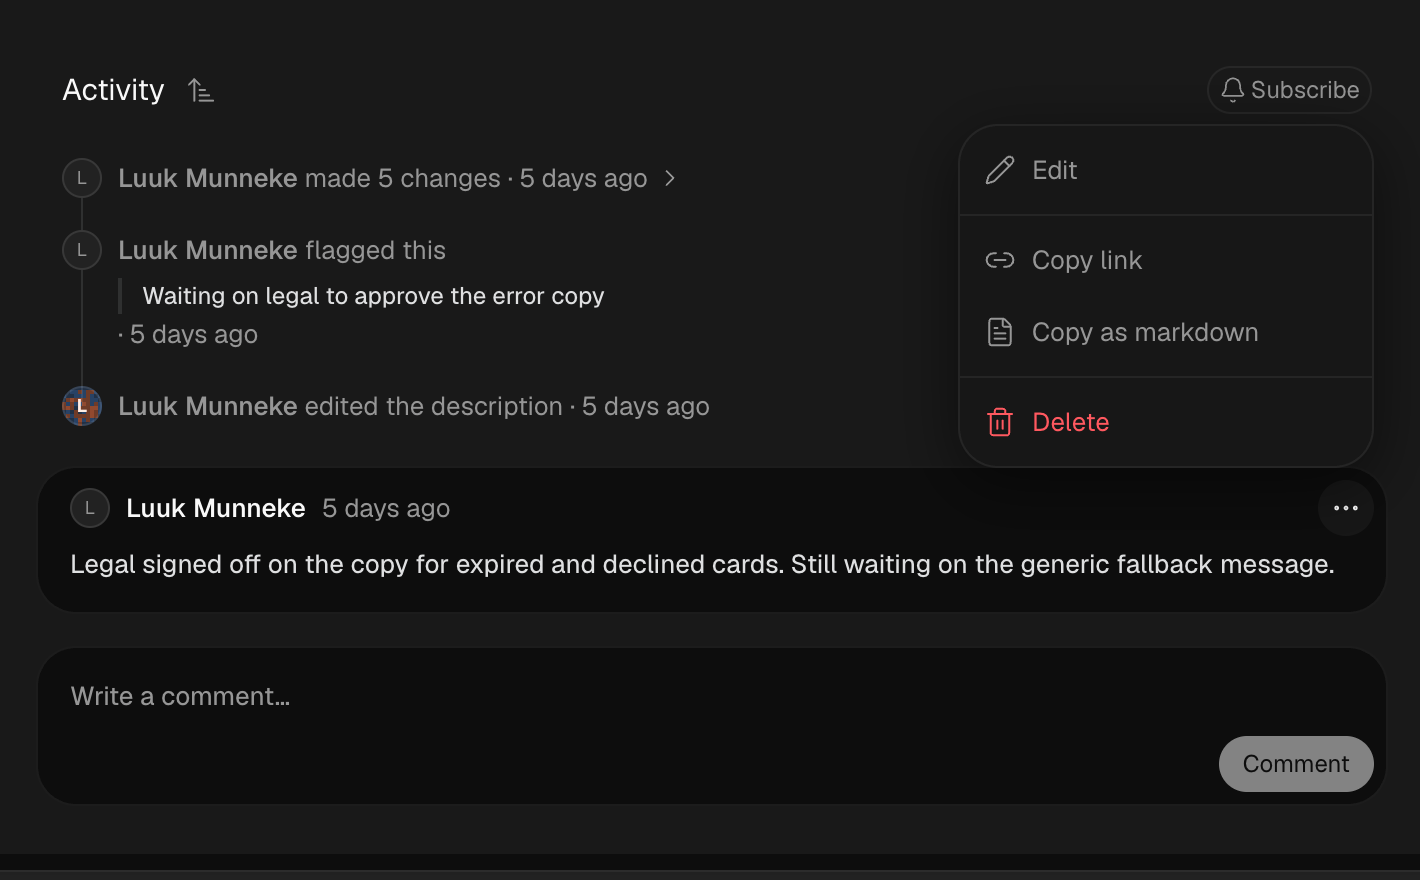 Activity
Subscribe
L
Luuk Munneke made 5 changes · 5 days ago
L
Luuk Munneke flagged this
Waiting on legal to approve the error copy
· 5 days ago
L
Luuk Munneke edited the description · 5 days ago
Edit
Copy link
Copy as markdown
Delete
L
Luuk Munneke 5 days ago
Legal signed off on the copy for expired and declined cards. Still waiting on the generic fallback message.
Write a comment...
Comment